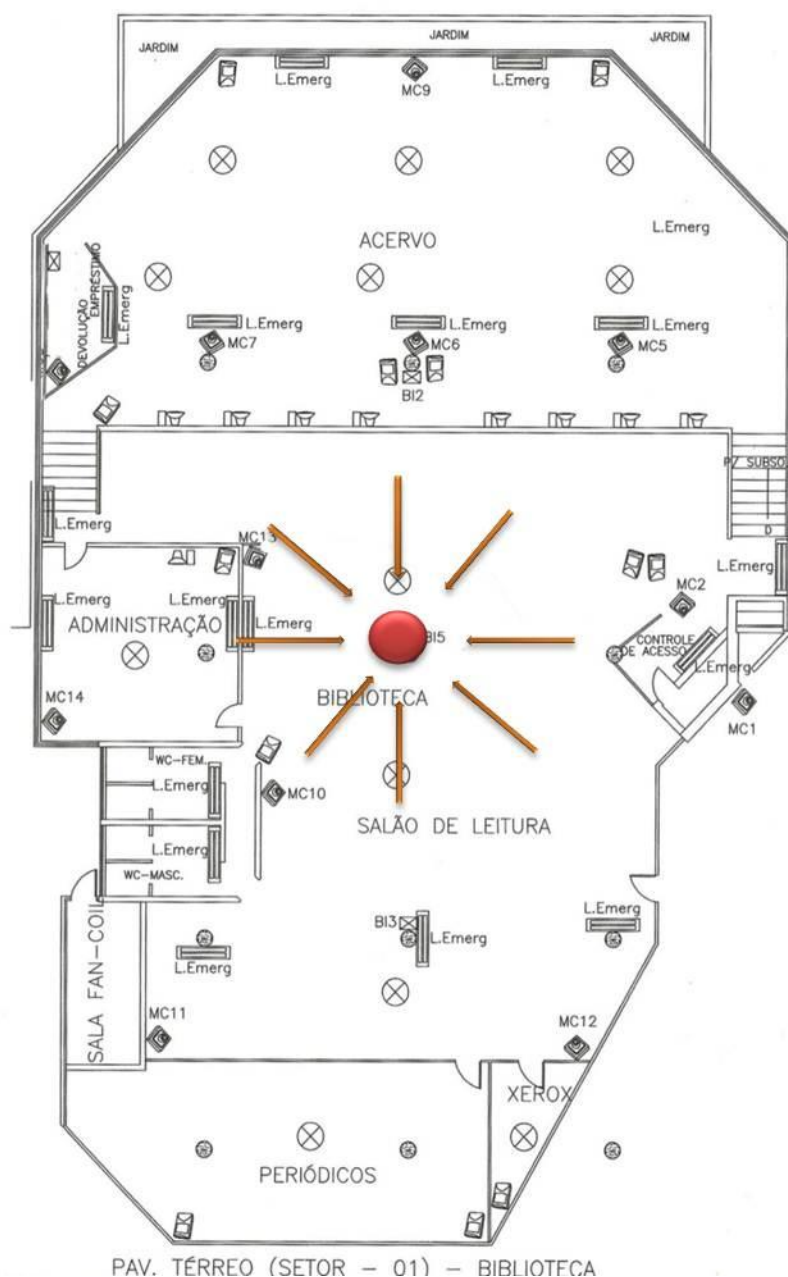 JARDIM
JARDIM
JARDIM
L.Emerg
L.Emerg
MC9
ACERVO
L.Emerg
DEVOLUÇÃO
EMPRÉSTIMO
L.Emerg
L.Emerg
L.Emerg
L.Emerg
MC7
MC6
MC5
BI2
P/ SUBSO
D
L.Emerg
MC13
L.Emerg
MC2
L.Emerg
L.Emerg
L.Emerg
ADMINISTRAÇÃO
BI5
CONTROLE
DE ACESSO
L.Emerg
BIBLIOTECA
MC14
MC1
WC-FEM.
L.Emerg
MC10
SALÃO DE LEITURA
L.Emerg
WC-MASC.
SALA FAN-COIL
L.Emerg
BI3
L.Emerg
L.Emerg
MC11
MC12
XEROX
PERIÓDICOS
PAV. TÉRREO (SETOR - 01) - BIBLIOTECA